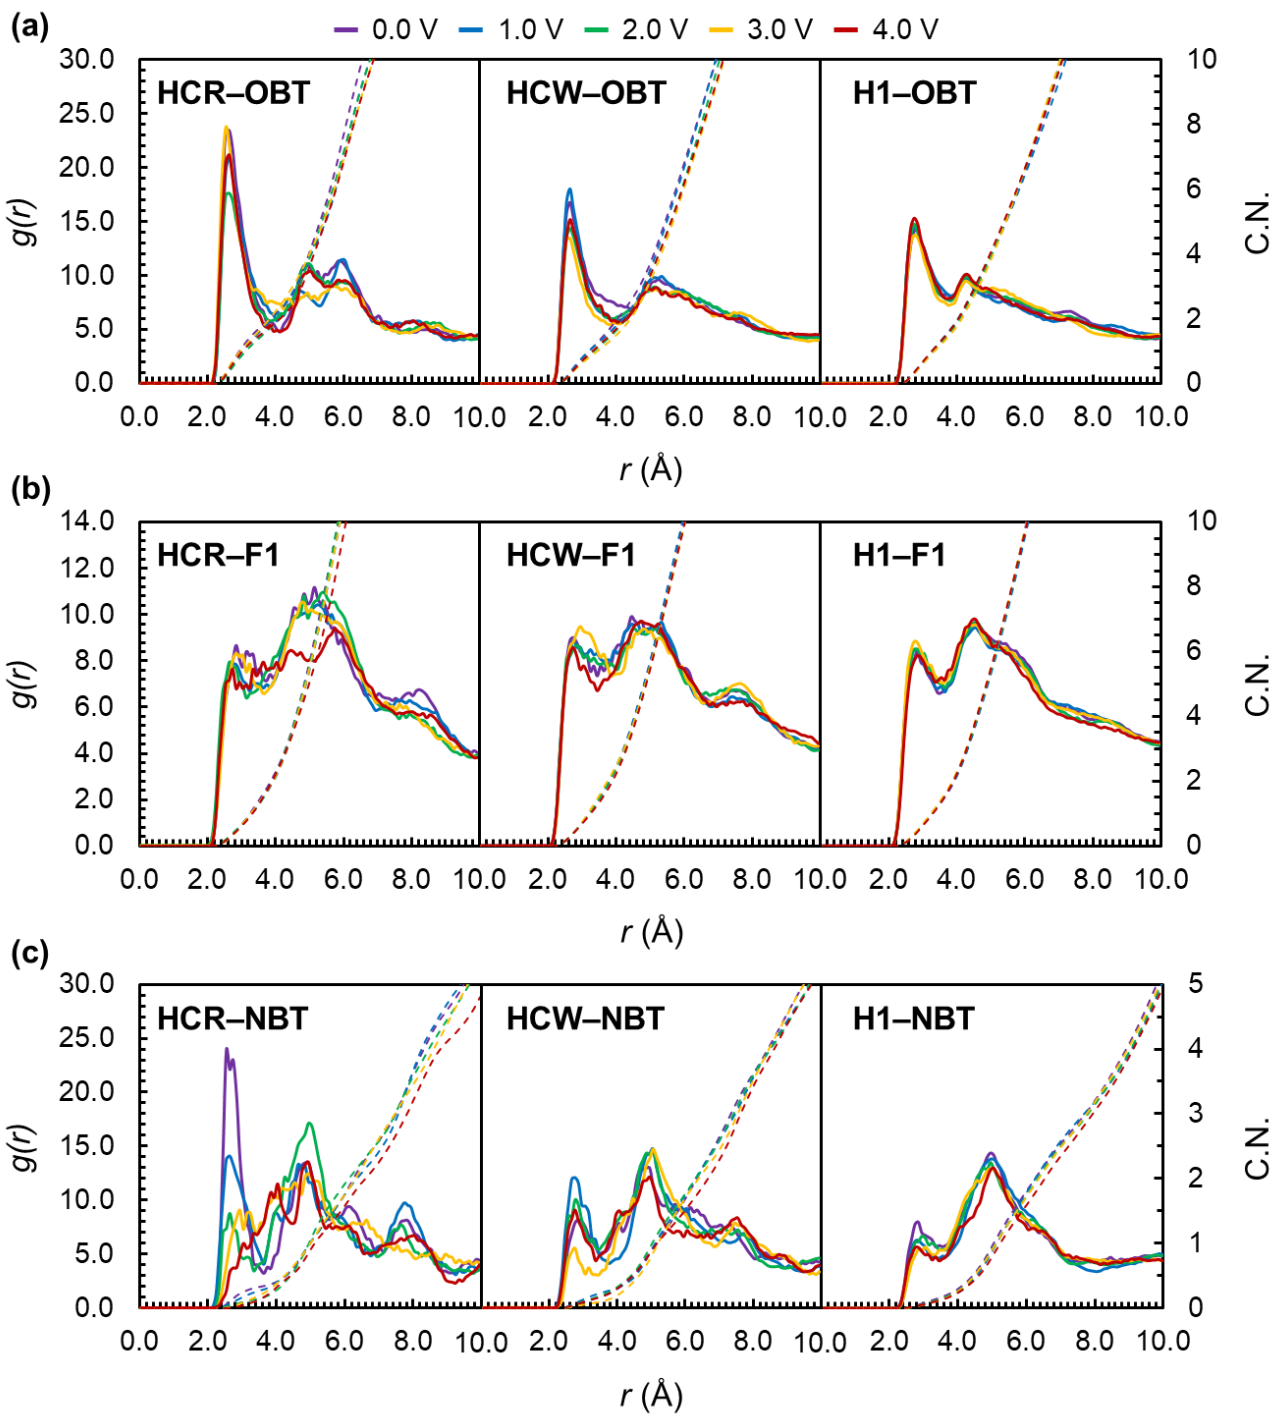 (a)
0.0 V 1.0 V 2.0 V 3.0 V 4.0 V
30.0 10
HCR–OBT HCW–OBT H1–OBT
25.0
8
20.0
6
15.0
g(r) C.N.
4
10.0
5.0 2
0.0 0
0.0 2.0 4.0 6.0 8.0 10.0 2.0 4.0 6.0 8.0 10.0 2.0 4.0 6.0 8.0 10.0
r (Å)
(b)
14.0 10
HCR–F1 HCW–F1 H1–F1
12.0
8
10.0
6
8.0
g(r) C.N.
6.0
4
4.0
2
2.0
0.0 0
0.0 2.0 4.0 6.0 8.0 10.0 2.0 4.0 6.0 8.0 10.0 2.0 4.0 6.0 8.0 10.0
r (Å)
(c)
30.0 5
HCR–NBT HCW–NBT H1–NBT
25.0
4
20.0
3
15.0
g(r) C.N.
2
10.0
5.0 1
0.0 0
0.0 2.0 4.0 6.0 8.0 10.0 2.0 4.0 6.0 8.0 10.0 2.0 4.0 6.0 8.0 10.0
r (Å)